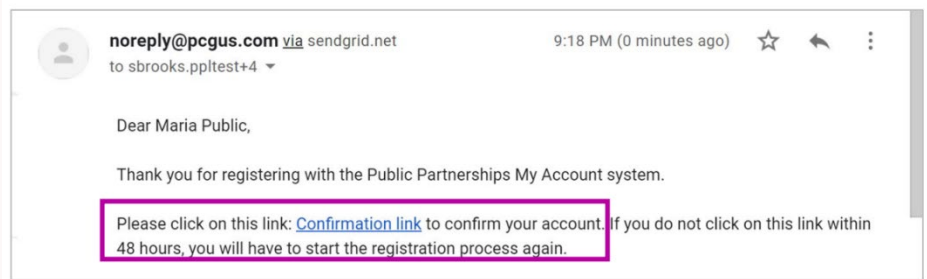 noreply@pcgus.com via sendgrid.net 9:18 PM (0 minutes ago)
to sbrooks.ppltest+4
Dear Maria Public,
Thank you for registering with the Public Partnerships My Account system.
Please click on this link: Confirmation link to confirm your account. If you do not click on this link within
48 hours, you will have to start the registration process again.